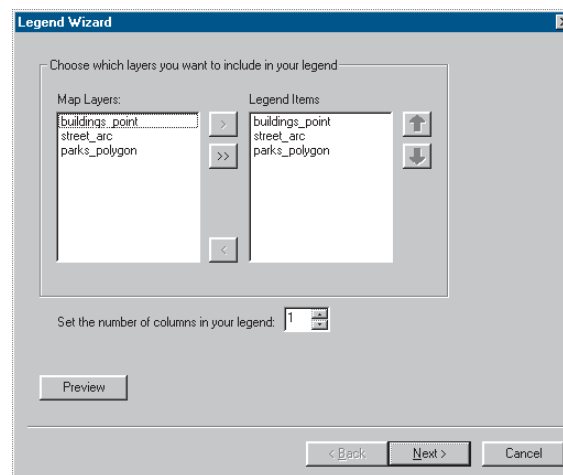 Legend Wizard
Choose which layers you want to include in your legend
Map Layers:
Legend Items
buildings_point
street_arc
parks_polygon
>
>>
<
buildings_point
street_arc
parks_polygon
Set the number of columns in your legend: 1
Preview
< Back
Next >
Cancel